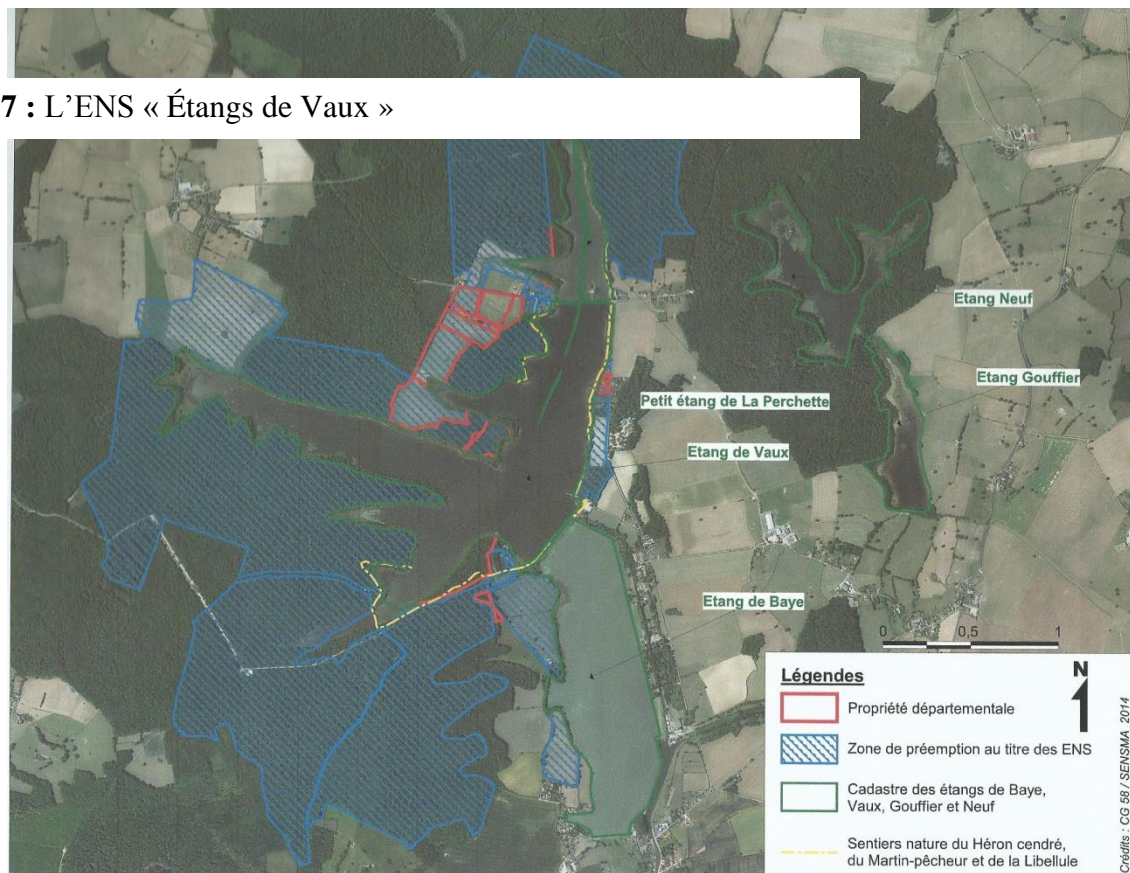 7 : L'ENS « Étangs de Vaux »
Etang Neuf
Etang Gouffier
Petit étang de La Perchette
Etang de Vaux
Etang de Baye
0 0,5 1
Légendes
N
Propriété départementale
Zone de préemption au titre des ENS
Cadastre des étangs de Baye,
Vaux, Gouffier et Neuf
Sentiers nature du Héron cendré,
du Martin-pêcheur et de la Libellule
Crédits : CG 58 / SENSMA 2014